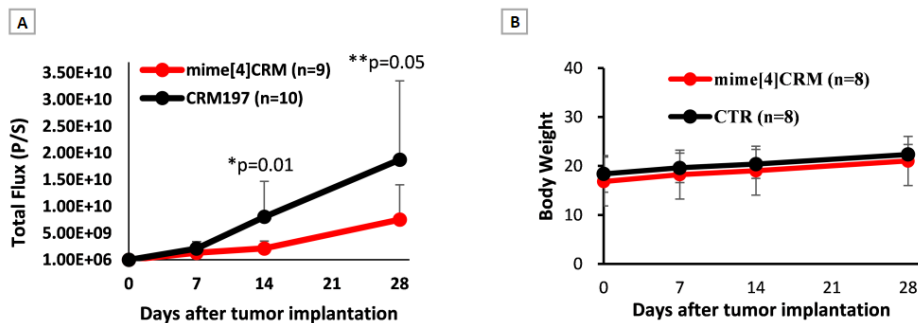 A
B
mime[4]CRM (n=9)
CRM197 (n=10)
**p=0.05
*p=0.01
Total Flux (P/S)
3.50E+10
3.00E+10
2.50E+10
2.00E+10
1.50E+10
1.00E+10
5.00E+09
1.00E+06
0 7 14 21 28
Days after tumor implantation
mime[4]CRM (n=8)
CTR (n=8)
Body Weight
40
30
20
10
0
0 7 14 21 28
Days after tumor implantation